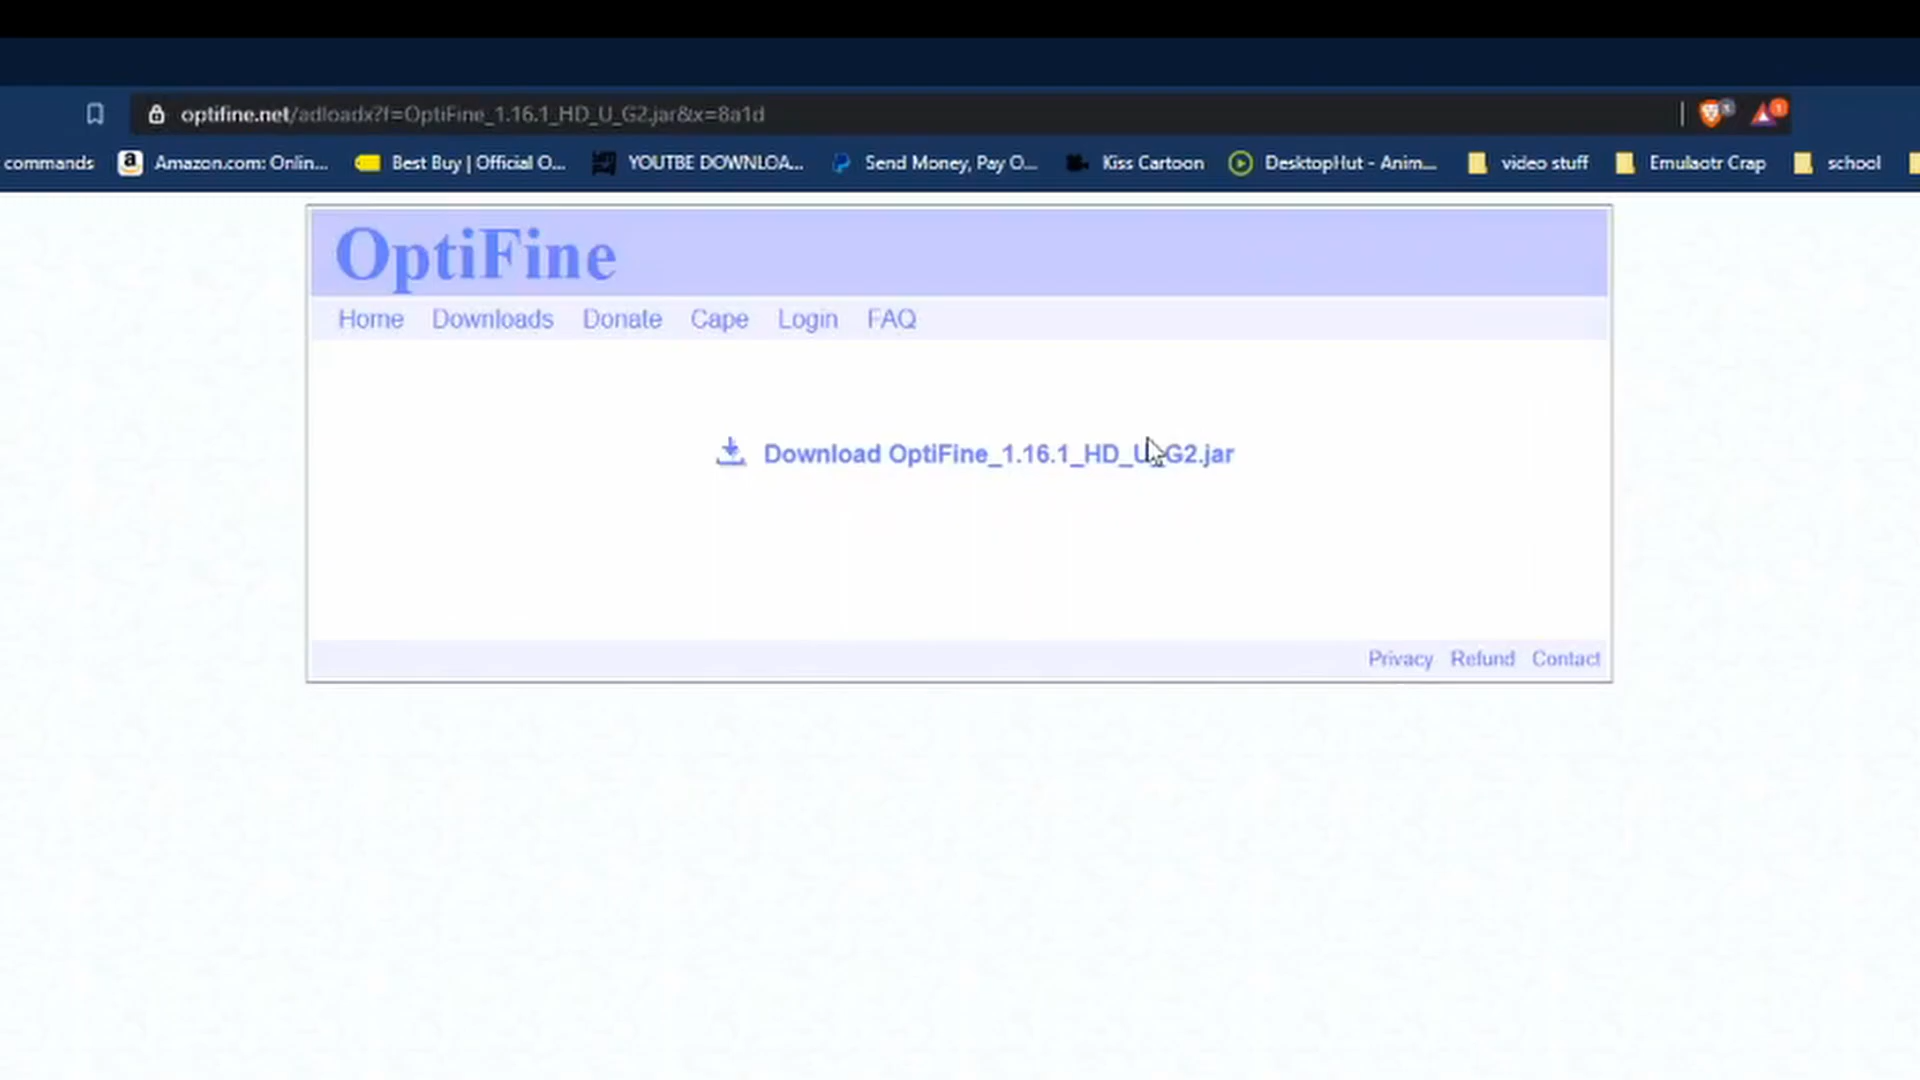 optifine.net/adloadx?f=OptiFine_1.16.1_HD_U_G2.jar&x=8a1d
commands Amazon.com: Onlin... Best Buy | Official O... YOUTBE DOWNLOA... Send Money, Pay O... Kiss Cartoon DesktopHut - Anim... video stuff Emulaotr Crap school
OptiFine
Home Downloads Donate Cape Login FAQ
Download OptiFine_1.16.1_HD_U_G2.jar
Privacy Refund Contact